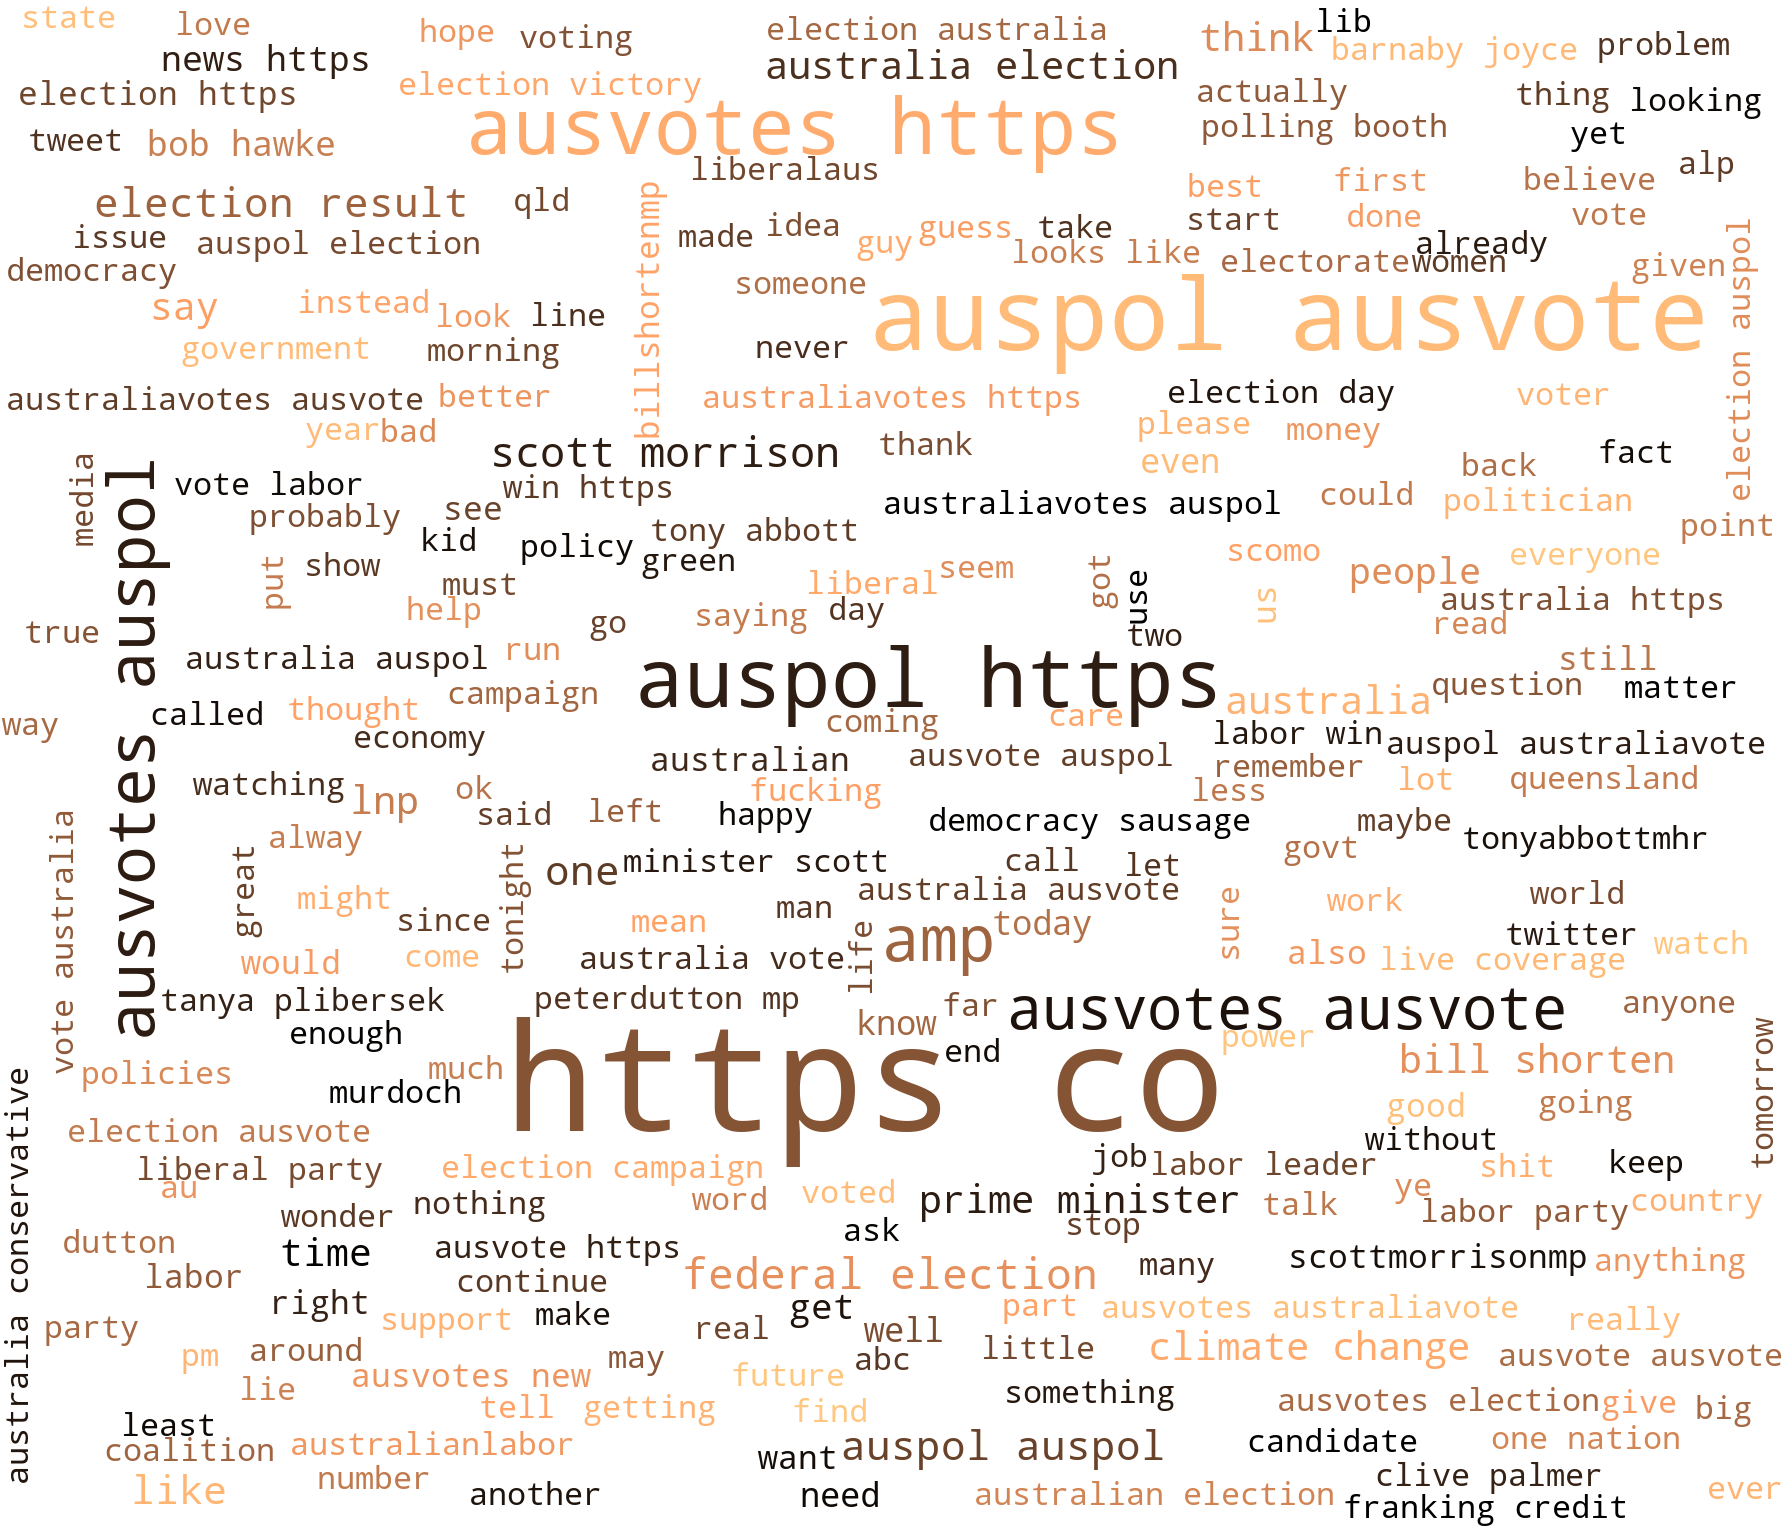 state
love
hope
voting
election australia
think
lib
barnaby joyce
problem
news https
australia election
election https
election victory
ausvotes https
actually
thing
looking
tweet
bob hawke
polling booth
yet
liberalaus
alp
election result
qld
billshortenmp
best
first
believe
issue
auspol election
made
idea
guy
guess
take
start
done
vote
democracy
looks like
electorate
women
already
given
election auspol
say
instead
look
line
someone
auspol ausvote
government
morning
never
australiavotes ausvote
better
australiavotes https
election day
voter
year
bad
scott morrison
thank
please
money
even
back
fact
media
ausvotes auspol
vote labor
win https
australiavotes auspol
could
politician
probably
see
tony abbott
point
kid
policy
green
scomo
everyone
put
show
must
liberal
seem
got
use
us
people
help
saying
day
australia https
true
go
two
read
australia auspol
run
auspol https
still
campaign
australia
question
matter
way
called
thought
coming
care
economy
labor win
auspol australiavote
australian
ausvote auspol
remember
lot
queensland
watching
lnp
ok
fucking
less
said
left
happy
democracy sausage
maybe
vote australia
alway
govt
tonyabbottmhr
great
tonight
one
minister scott
call
let
might
australia ausvote
work
world
since
mean
man
amp
today
sure
twitter
watch
would
come
australia vote
life
also
live coverage
tanya plibersek
peterdutton mp
far
ausvotes ausvote
anyone
enough
know
power
tomorrow
https co
end
bill shorten
policies
much
murdoch
good
going
election ausvote
without
australia conservative
liberal party
election campaign
job
labor leader
shit
keep
au
nothing
word
voted
prime minister
talk
ye
labor party
country
wonder
ask
stop
dutton
time
ausvote https
scottmorrisonmp
anything
labor
continue
federal election
many
right
support
make
get
part
ausvotes australiavote
really
party
real
well
little
climate change
ausvote ausvote
pm
around
may
abc
lie
ausvotes new
future
something
ausvotes election
give
big
least
tell
getting
find
coalition
australianlabor
want
auspol auspol
candidate
one nation
like
number
another
need
australian election
clive palmer
ever
franking credit